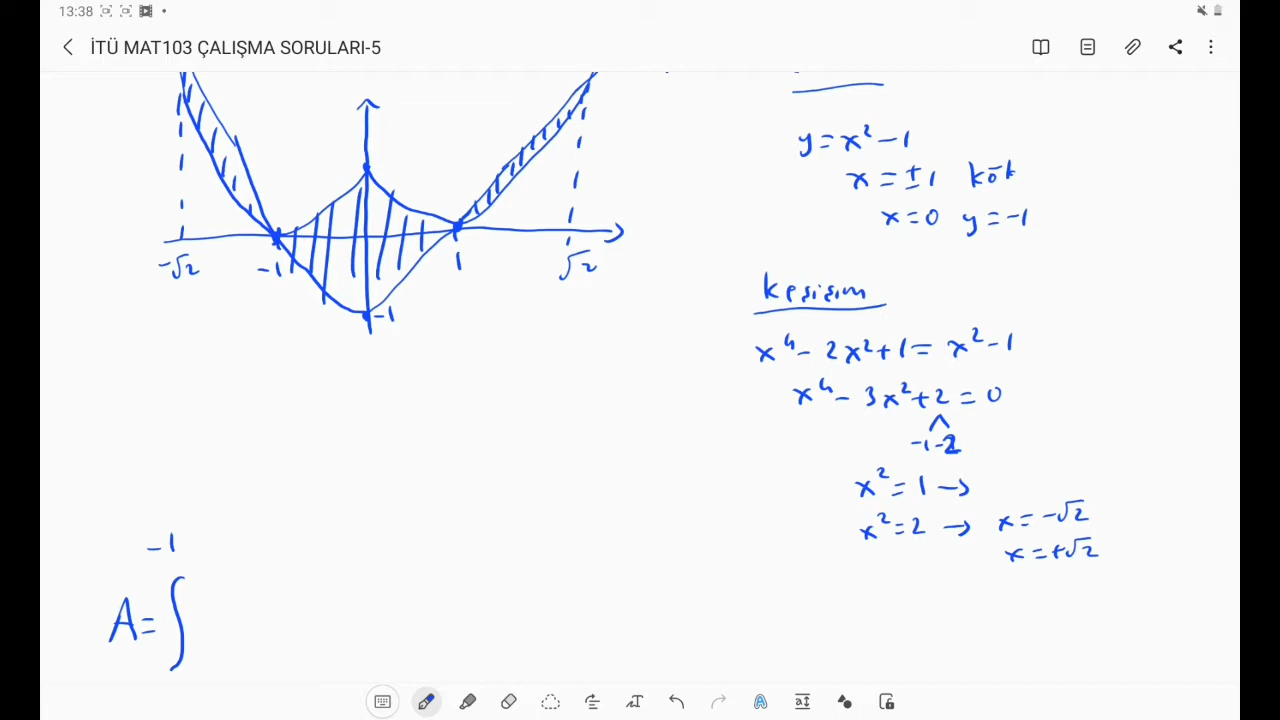 13:38
İTÜ MAT103 ÇALIŞMA SORULARI-5
y = x² - 1
x = ±1 kök
x = 0 y = -1
-√2 -1 1 √2
-1
kesişim
x⁴ - 2x² + 1 = x² - 1
x⁴ - 3x² + 2 = 0
-1 -2
x² = 1 →
x² = 2 → x = -√2
x = +√2
-1
A = ∫